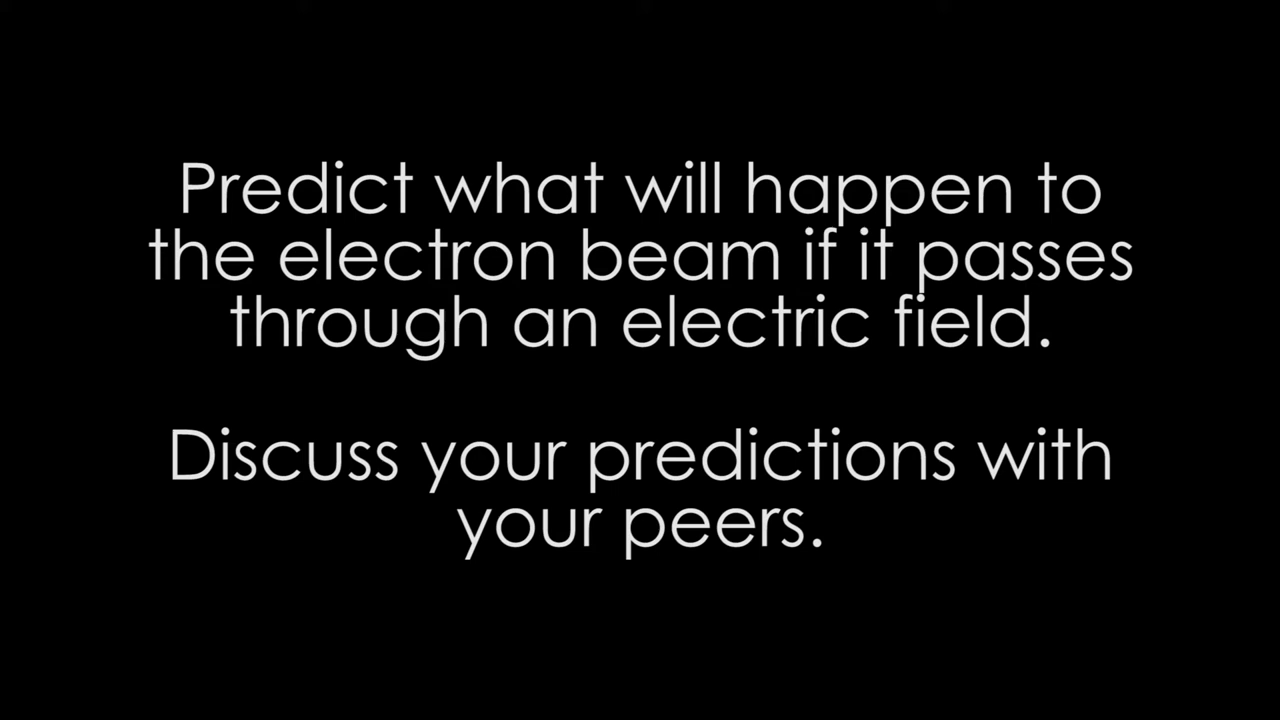 Predict what will happen to
the electron beam if it passes
through an electric field.
Discuss your predictions with
your peers.